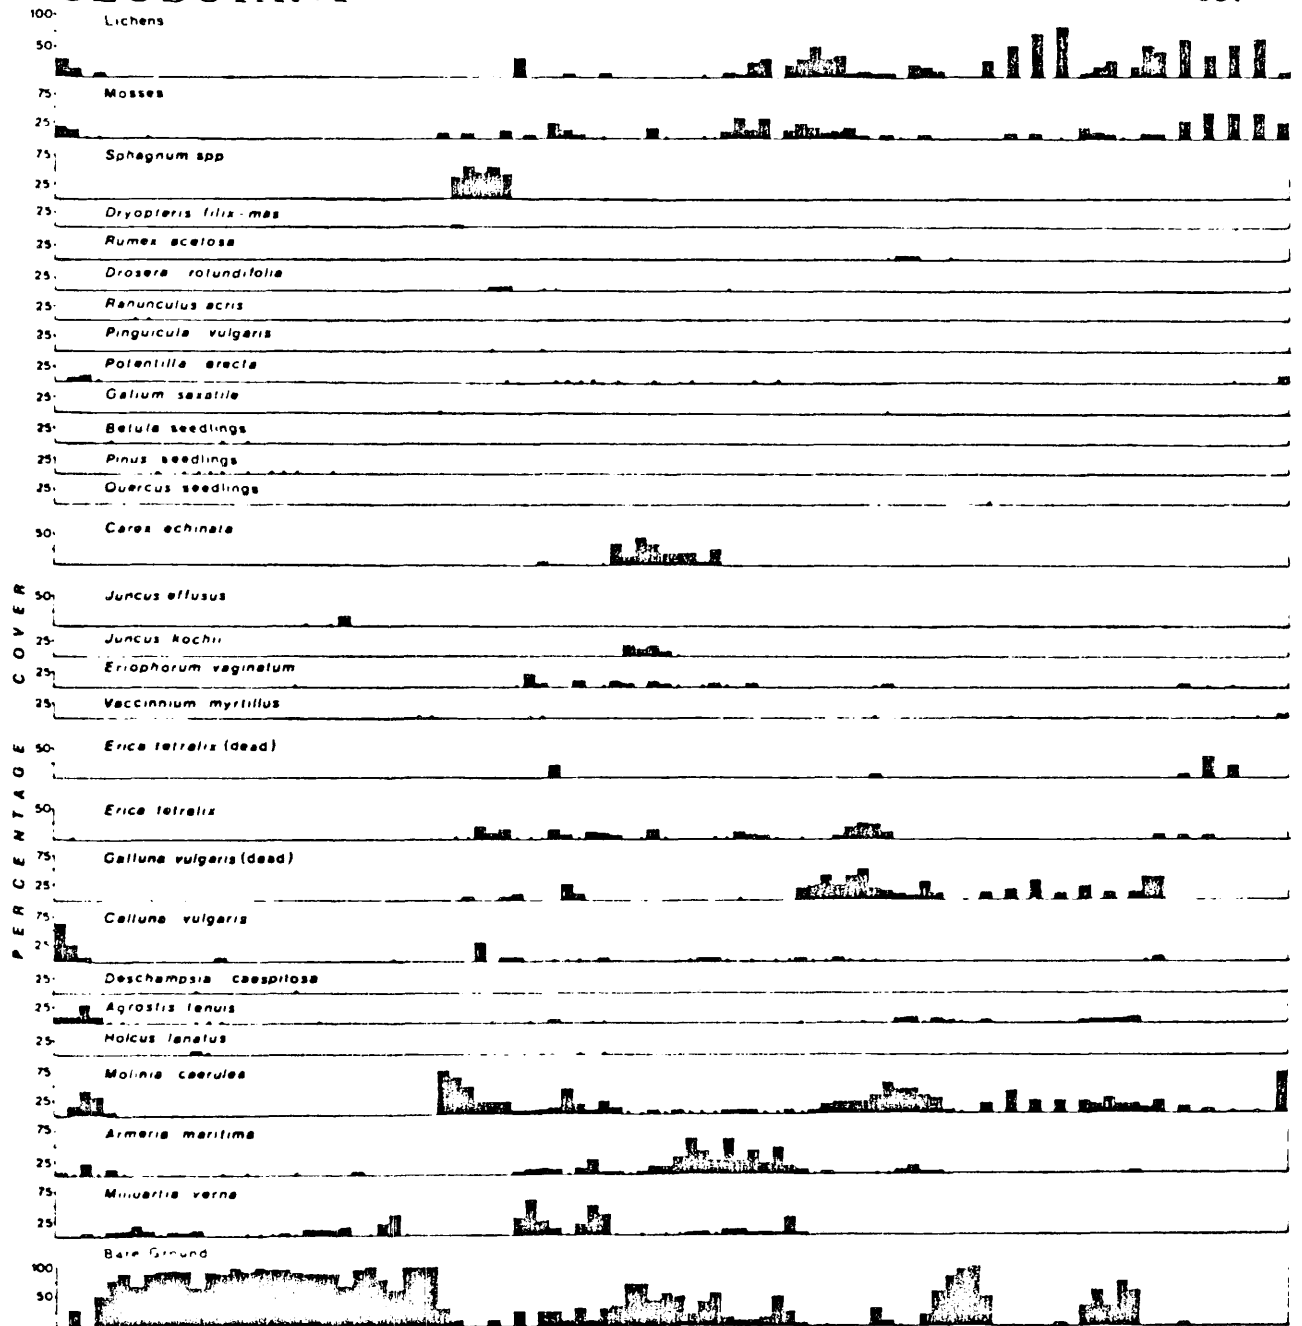 100
Lichens
50
75
Mosses
25
75
Sphagnum spp
25
25
Dryopteris filix-mas
25
Rumex acetosa
25
Drosera rotundifolia
25
Ranunculus acris
25
Pinguicula vulgaris
25
Potentilla erecta
25
Galium saxatile
25
Betula seedlings
25
Pinus seedlings
25
Quercus seedlings
50
Carex echinata
50
Juncus effusus
25
Juncus kochii
25
Eriophorum vaginatum
25
Vaccinnium myrtillus
50
Erica tetralix (dead)
50
Erica tetralix
75
Calluna vulgaris (dead)
25
75
Calluna vulgaris
25
25
Deschampsia caespitosa
25
Agrostis tenuis
25
Holcus lanatus
75
Molinia caerulea
25
75
Armeria maritima
25
75
Minuartia verna
25
Bare Ground
100
50
PERCENTAGE COVER